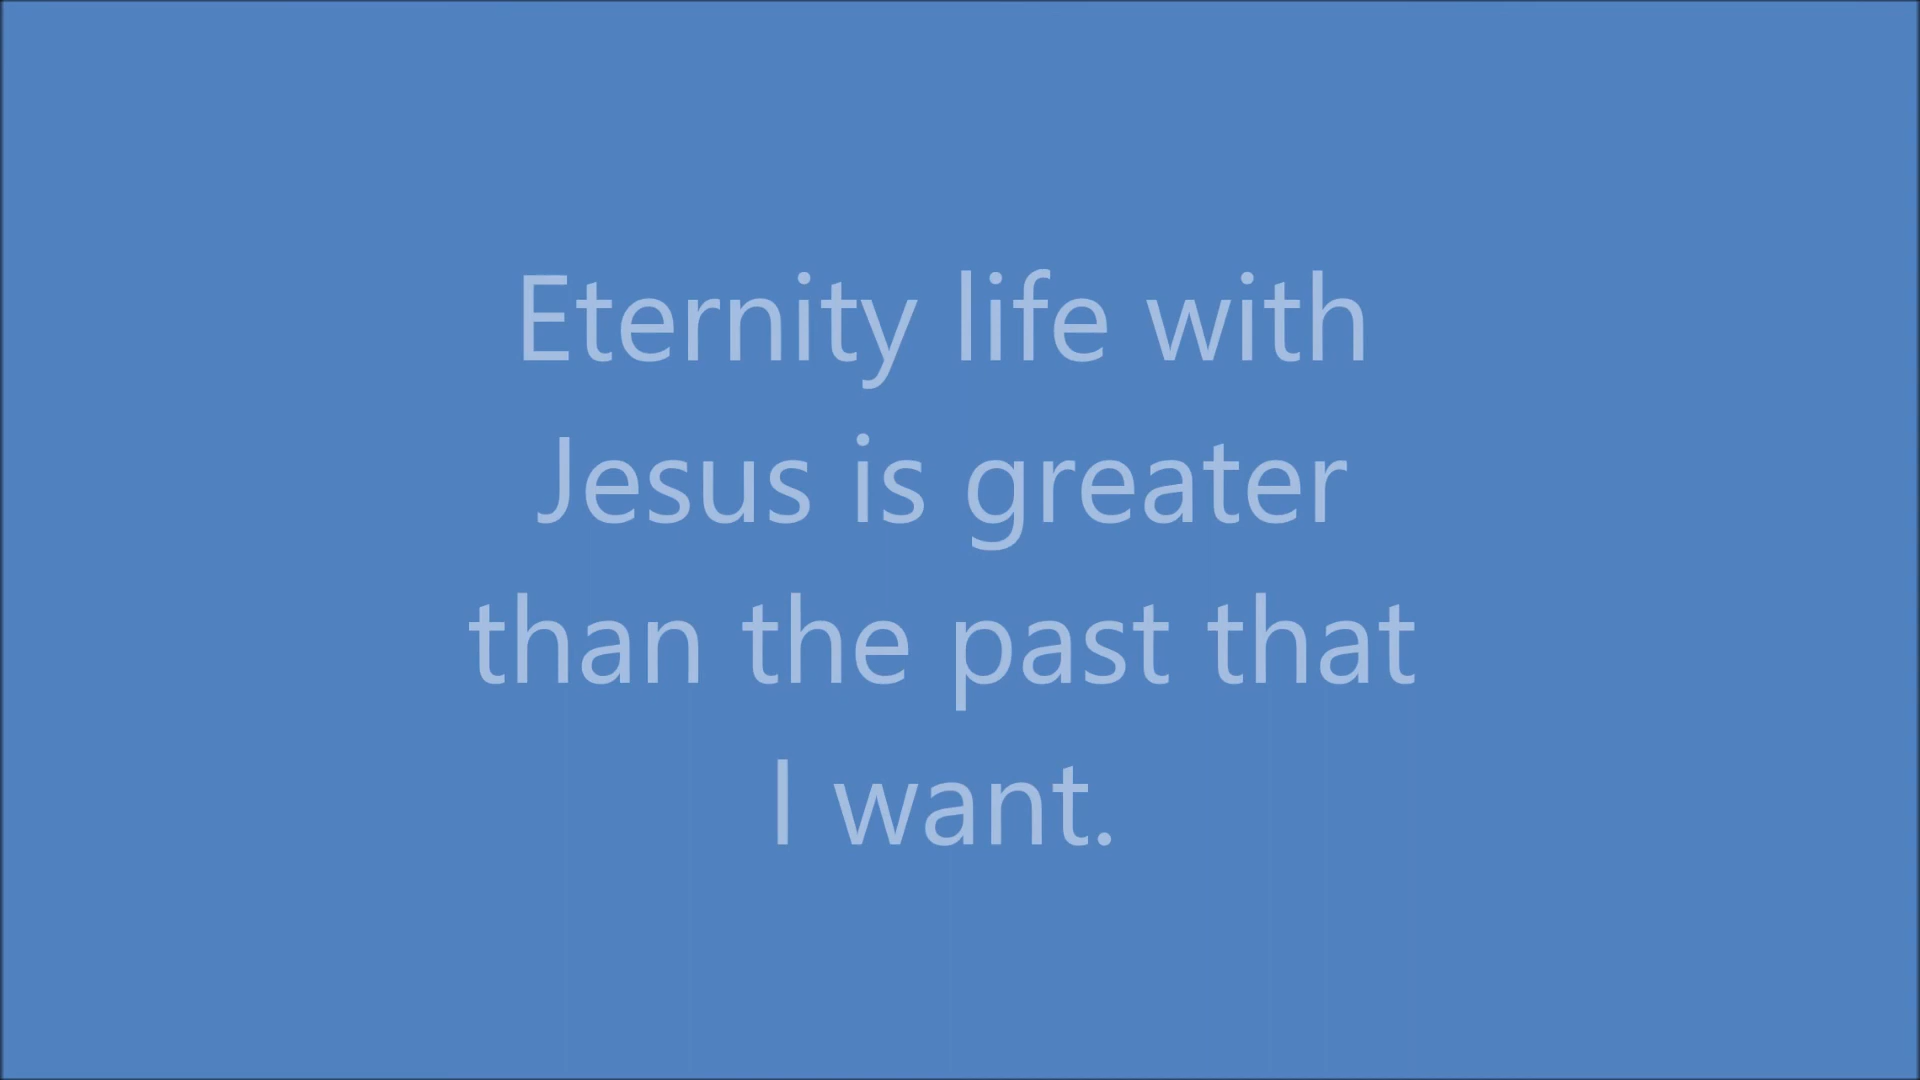 Eternity life with
Jesus is greater
than the past that
I want.